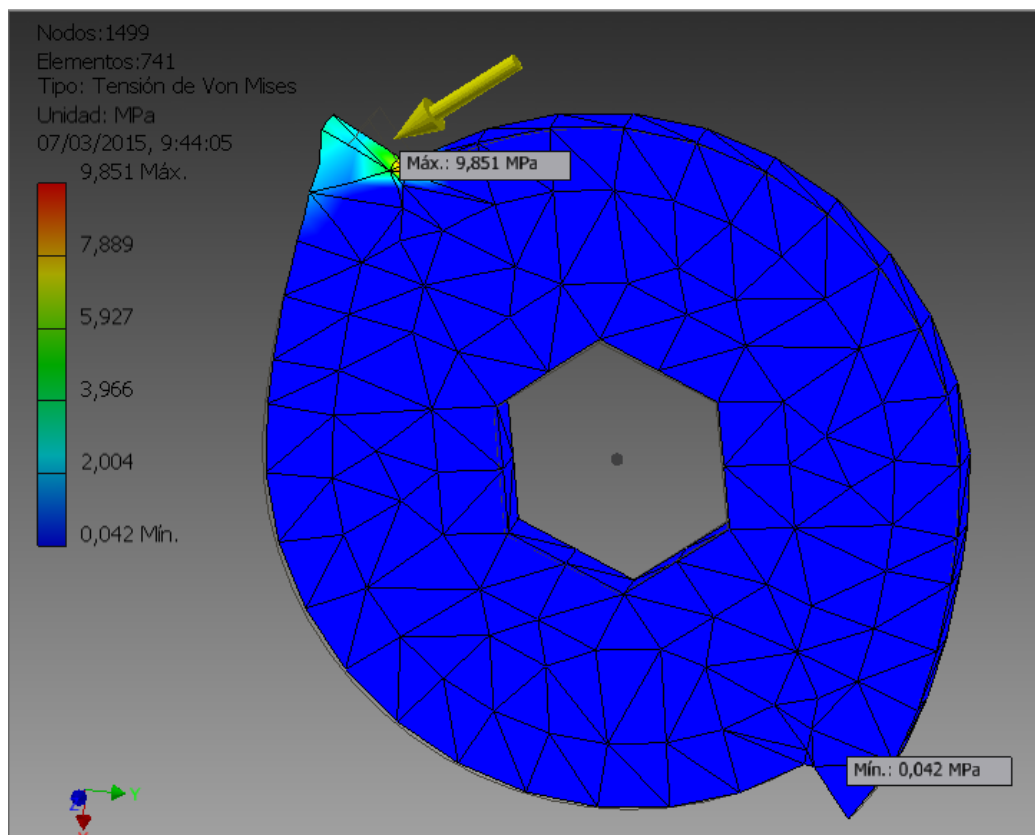 Nodos:1499
Elementos:741
Tipo: Tensión de Von Mises
Unidad: MPa
07/03/2015, 9:44:05
9,851 Máx.
7,889
5,927
3,966
2,004
0,042 Mín.
Máx.: 9,851 MPa
Mín.: 0,042 MPa
Z
Y
X